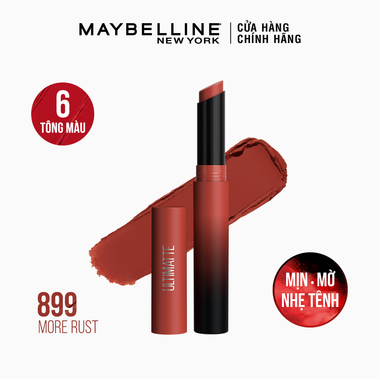 MAYBELLINE
NEW YORK
CỬA HÀNG
CHÍNH HÃNG
6
TÔNG MÀU
ULTIMATTE
899
MORE RUST
MỊN . MỜ
NHẸ TÊNH